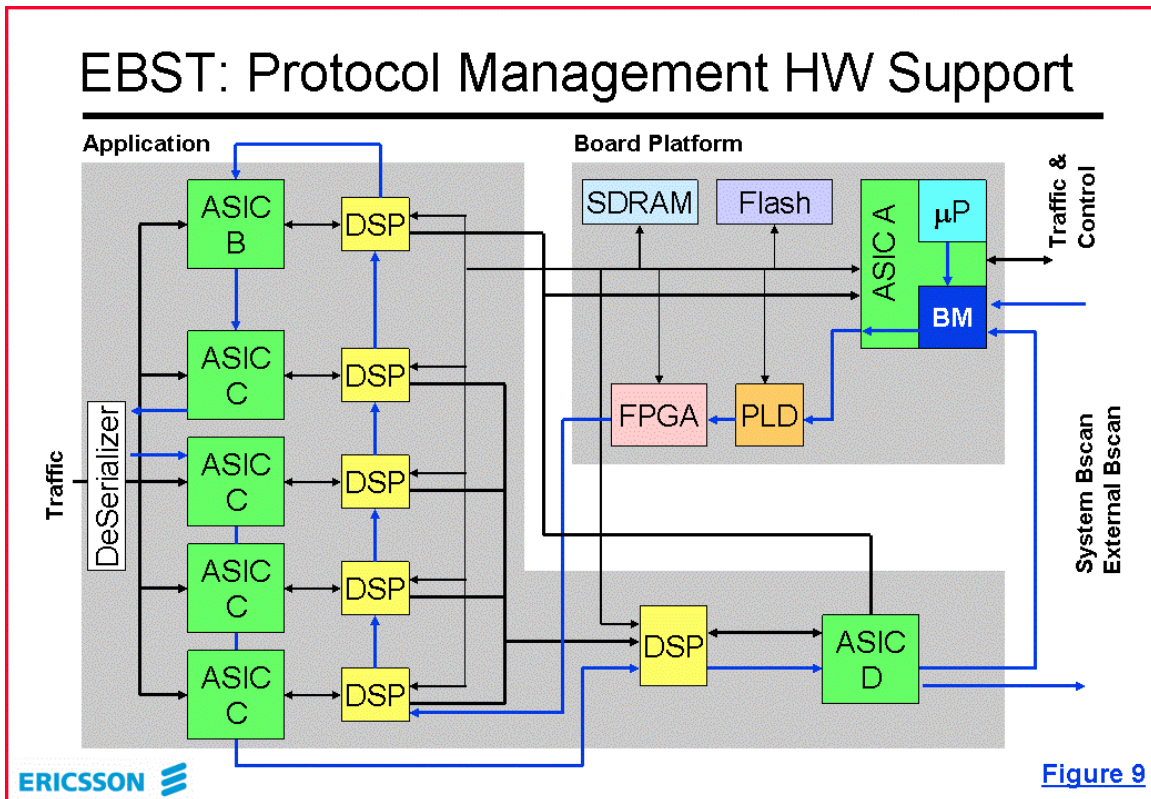 EBST: Protocol Management HW Support
Application
Board Platform
ASIC
B
DSP
SDRAM
Flash
ASIC A
µP
BM
Traffic &
Control
ASIC
C
DSP
FPGA
PLD
DeSerializer
Traffic
ASIC
C
DSP
ASIC
C
DSP
ASIC
C
DSP
DSP
ASIC
D
System Bscan
External Bscan
ERICSSON
Figure 9